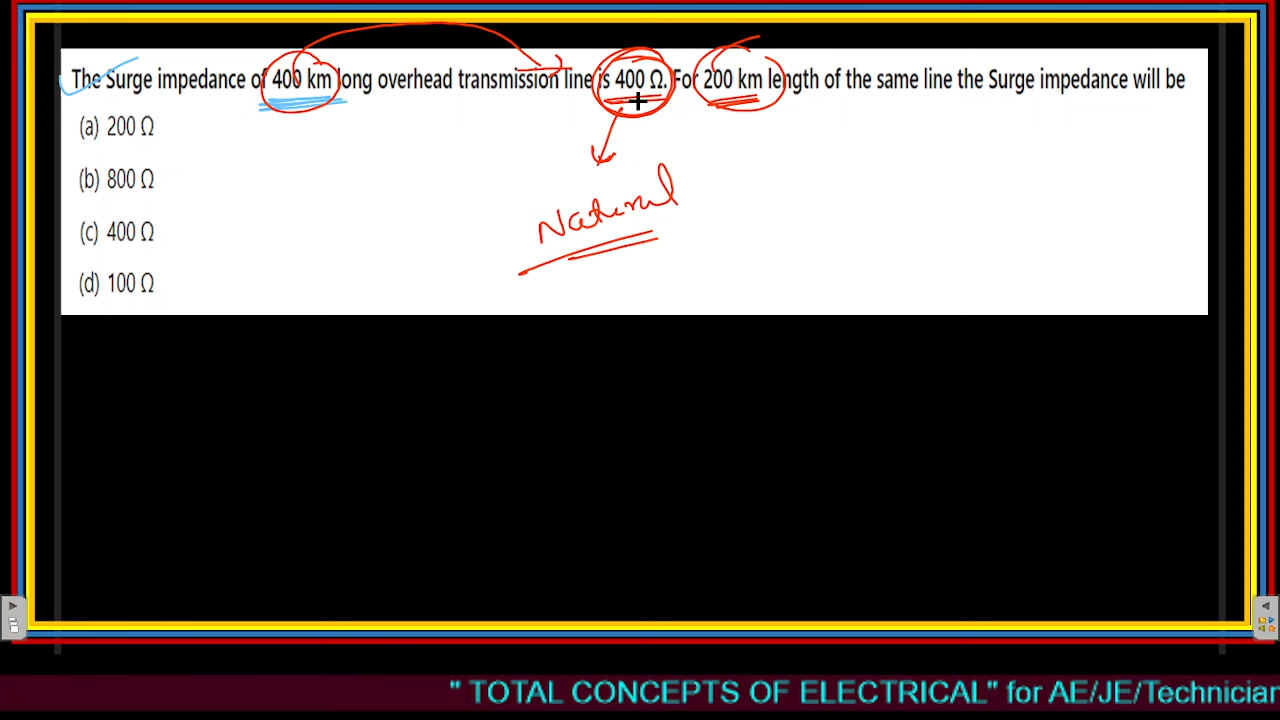 The Surge impedance of 400 km long overhead transmission line is 400 Ω. For 200 km length of the same line the Surge impedance will be
(a) 200 Ω
(b) 800 Ω
(c) 400 Ω
(d) 100 Ω
Natural
" TOTAL CONCEPTS OF ELECTRICAL" for AE/JE/Technician